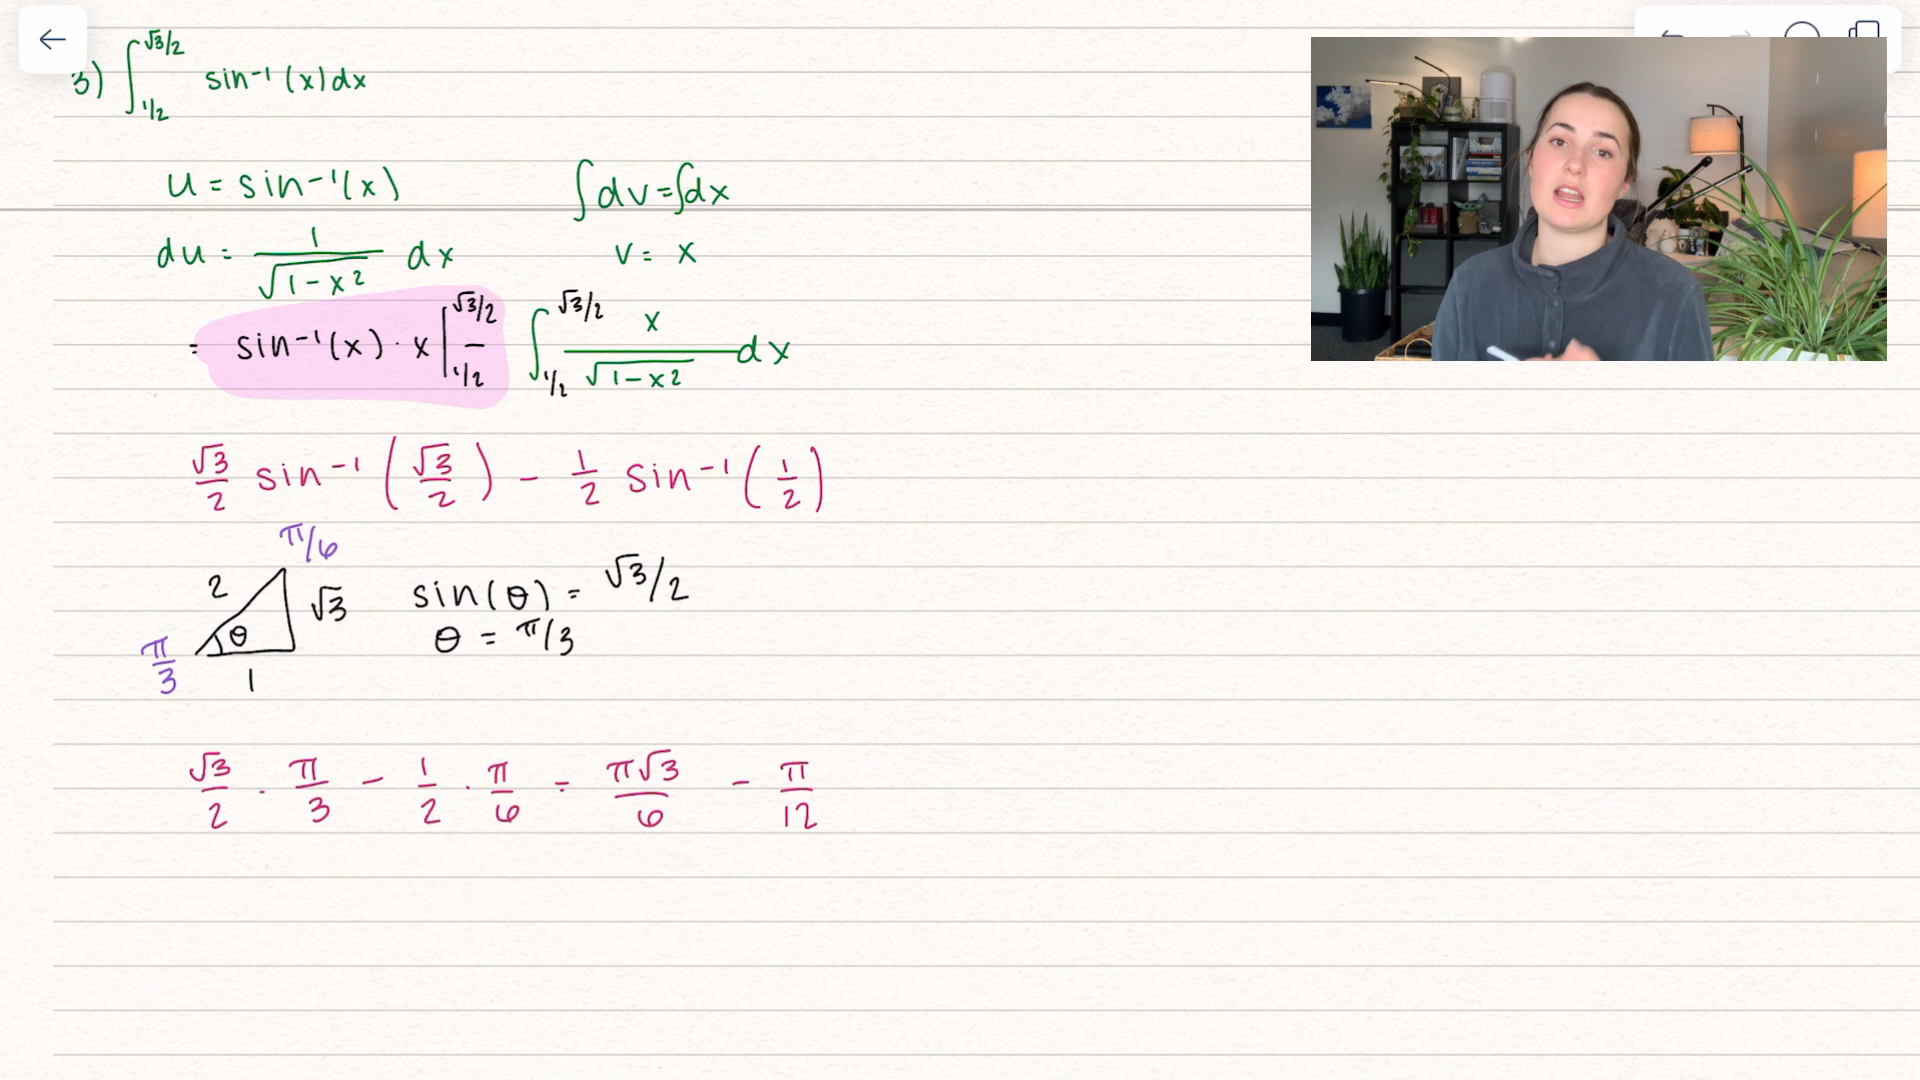 3) ∫_{1/2}^{√3/2} sin⁻¹(x)dx
u = sin⁻¹(x) ∫dv=∫dx
du = 1/√(1-x²) dx v = x
= sin⁻¹(x)·x |_{1/2}^{√3/2} - ∫_{1/2}^{√3/2} x/√(1-x²) dx
√3/2 sin⁻¹(√3/2) - 1/2 sin⁻¹(1/2)
π/6
2 √3 sin(θ) = √3/2
θ θ = π/3
π/3 1
√3/2 · π/3 - 1/2 · π/6 = π√3/6 - π/12